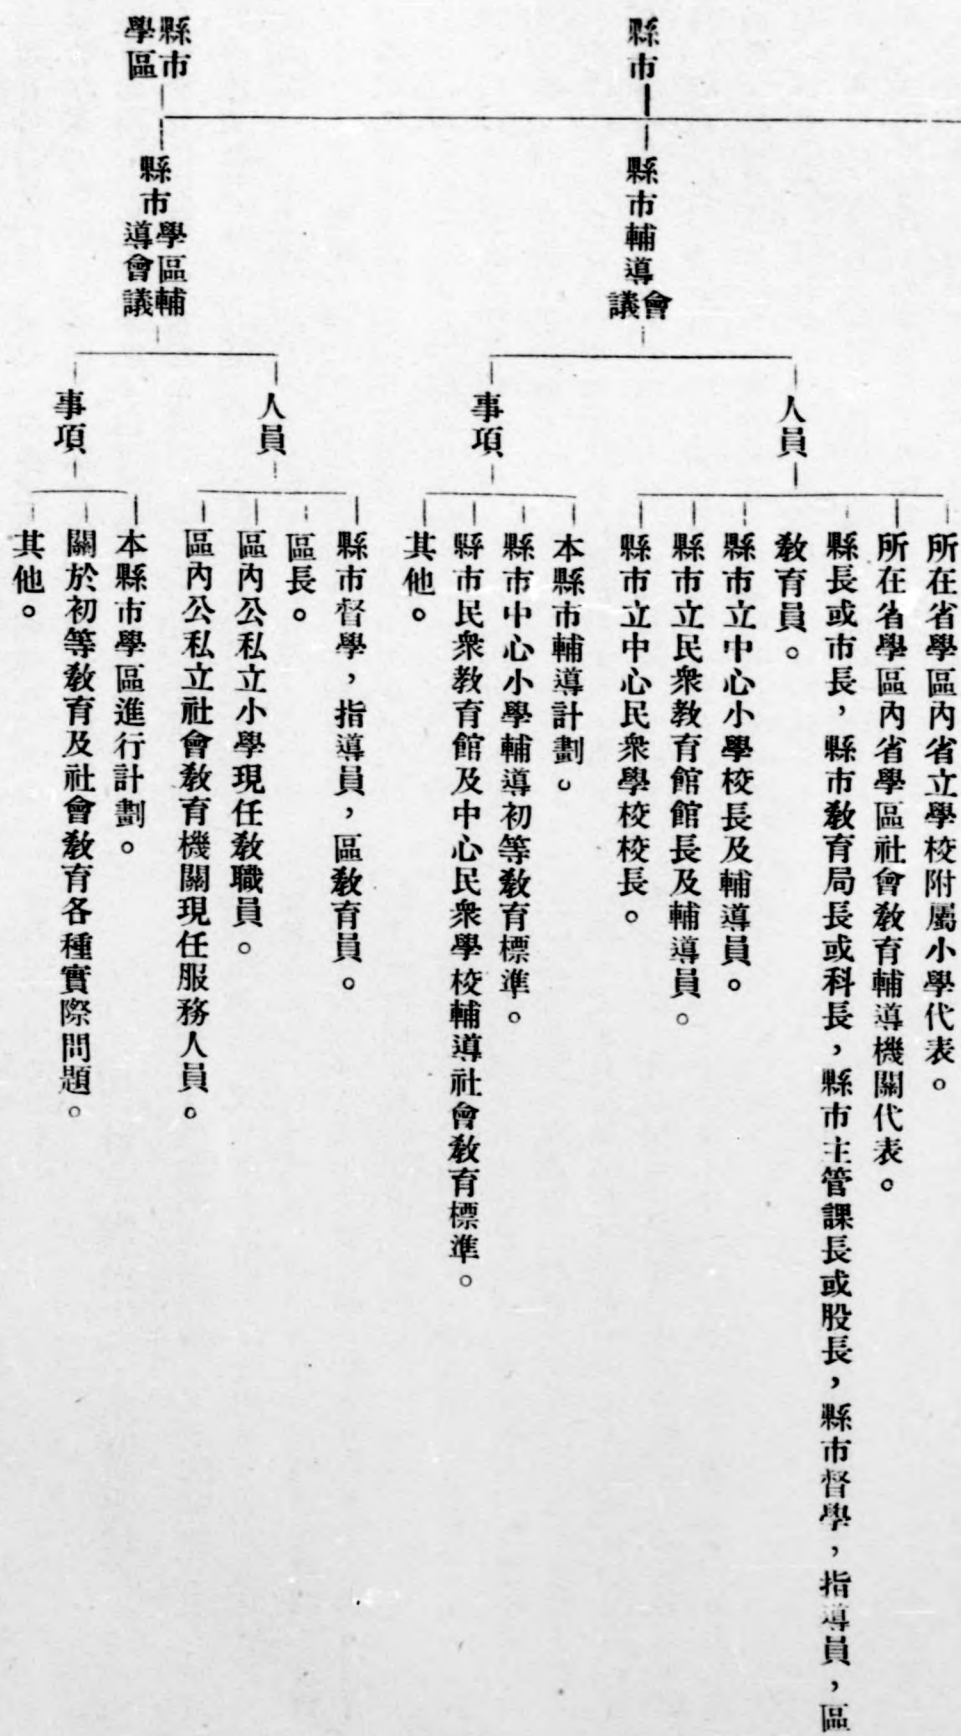 縣市
縣市輔導會
議
人員
所在省學區內省立學校附屬小學代表。
所在省學區內省學區社會教育輔導機關代表。
縣長或市長，縣市教育局長或科長，縣市主管課長或股長，縣市督學，指導員，區
教育員。
縣市立中心小學校長及輔導員。
縣市立民衆教育館館長及輔導員。
縣市立中心民衆學校校長。
事項
本縣市輔導計劃。
縣市中心小學輔導初等教育標準。
縣市民衆教育館及中心民衆學校輔導社會教育標準。
其他。
縣市
學區
縣市學區輔
導會議
人員
縣市督學，指導員，區教育員。
區長。
區內公私立小學現任教職員。
區內公私立社會教育機關現任服務人員。
事項
本縣市學區進行計劃。
關於初等教育及社會教育各種實際問題。
其他。